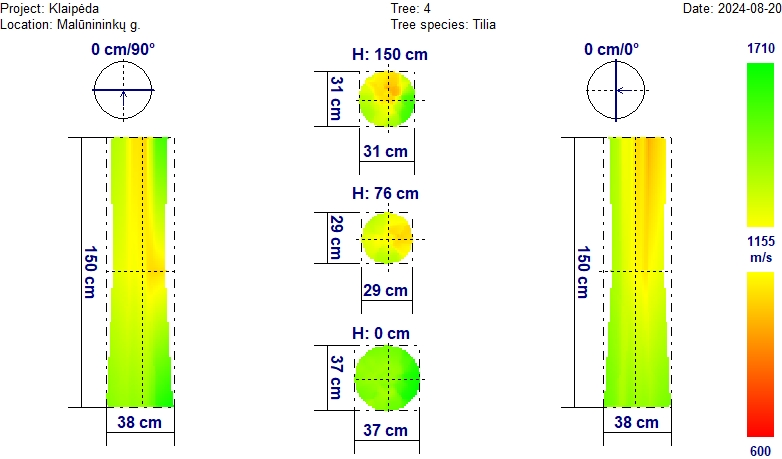 Project: Klaipėda
Tree: 4
Date: 2024-08-20
Location: Malūnininkų g.
Tree species: Tilia
0 cm/90°
H: 150 cm
0 cm/0°
1710
31 cm
31 cm
H: 76 cm
29 cm
29 cm
150 cm
150 cm
1155
m/s
H: 0 cm
37 cm
38 cm
37 cm
38 cm
600